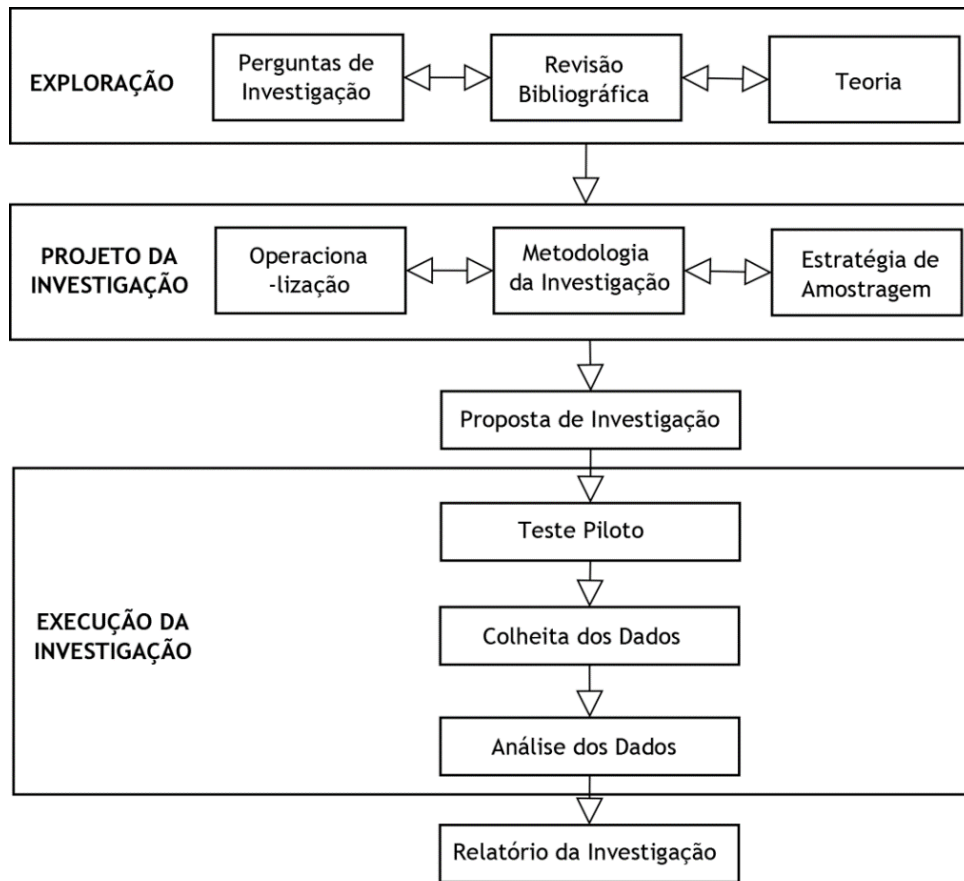 EXPLORAÇÃO
Perguntas de
Investigação
Revisão
Bibliográfica
Teoria
PROJETO DA
INVESTIGAÇÃO
Operaciona
-lização
Metodologia
da Investigação
Estratégia de
Amostragem
Proposta de Investigação
EXECUÇÃO DA
INVESTIGAÇÃO
Teste Piloto
Colheita dos Dados
Análise dos Dados
Relatório da Investigação